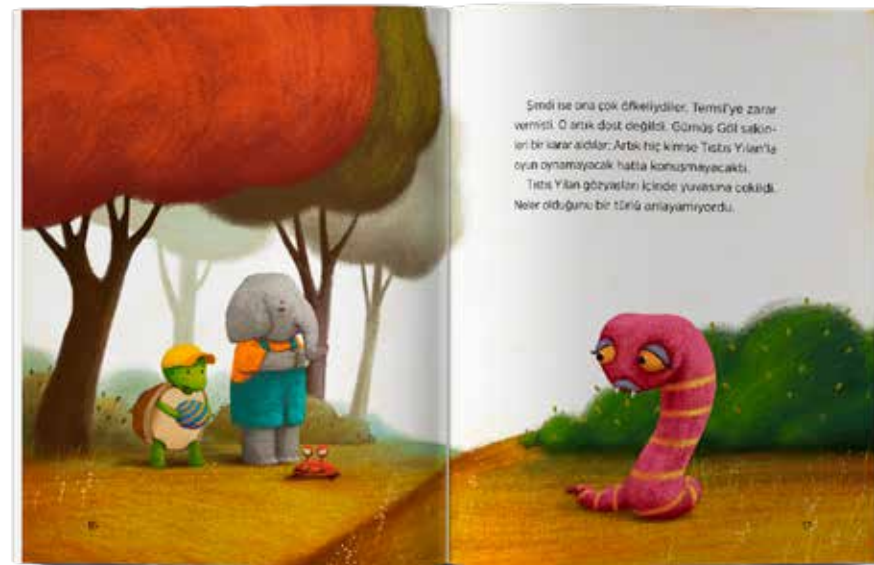 Şimdi ise ona çok öfkeliydiler. Temsi'ye zarar
vermişti. O artık dost değildi. Gümüş Göl sakin-
leri bir karar aldılar: Artık hiç kimse Tıstıs Yılan'la
oyun oynamayacak hatta konuşmayacaktı.
Tıstıs Yılan gözyaşları içinde yuvasına çekildi.
Neler olduğunu bir türlü anlayamıyordu.
16
17